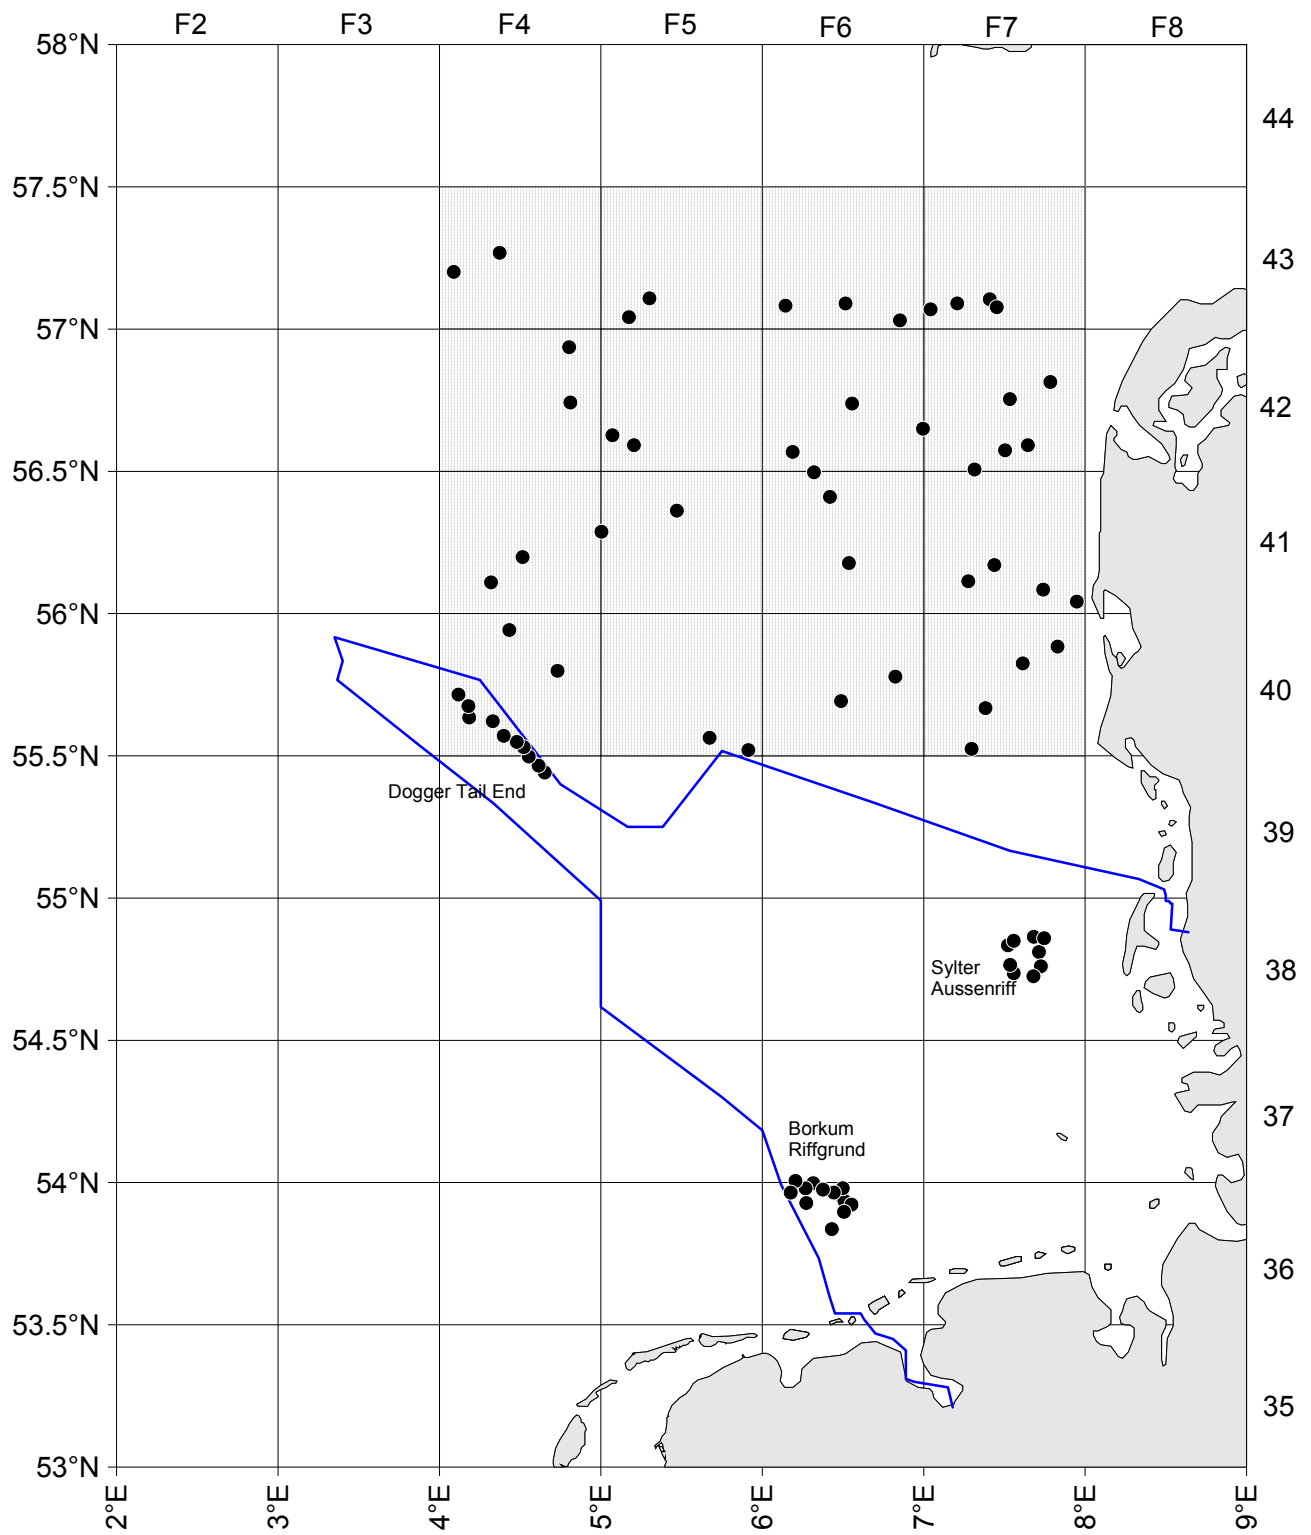 F2 F3 F4 F5 F6 F7 F8
58°N
44
57.5°N
43
57°N
42
56.5°N
41
56°N
40
55.5°N
Dogger Tail End
39
55°N
Sylter
Aussenriff
38
54.5°N
37
Borkum
Riffgrund
54°N
36
53.5°N
35
53°N
2°E 3°E 4°E 5°E 6°E 7°E 8°E 9°E